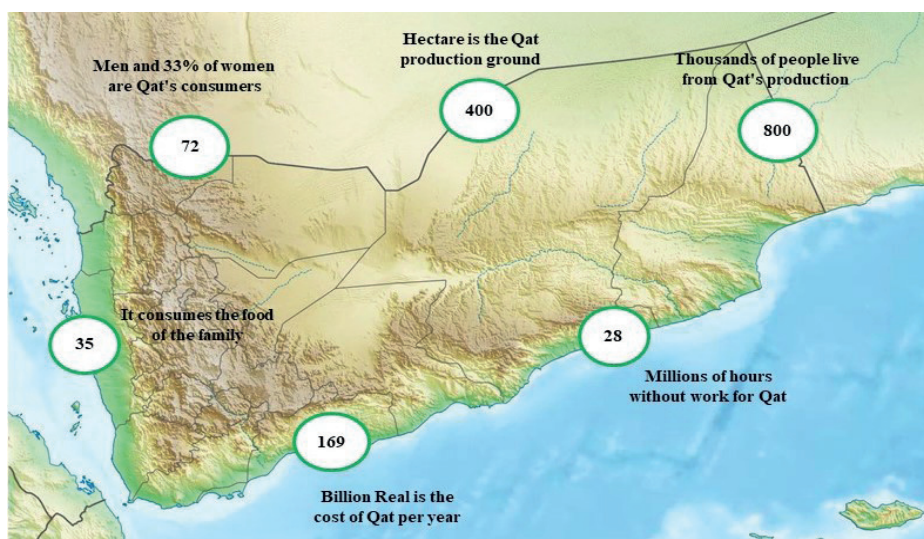 Men and 33% of women
are Qat's consumers
72
Hectare is the Qat
production ground
400
Thousands of people live
from Qat's production
800
It consumes the food
of the family
35
28
Millions of hours
without work for Qat
169
Billion Real is the
cost of Qat per year